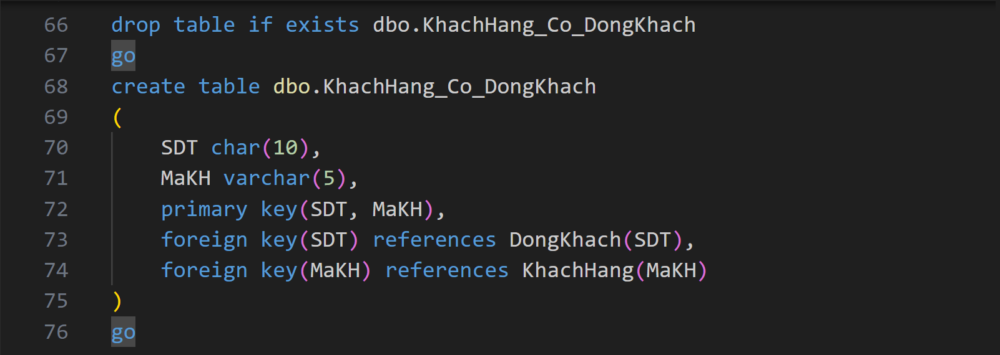 66 drop table if exists dbo.KhachHang_Co_DongKhach
67 go
68 create table dbo.KhachHang_Co_DongKhach
69 (
70 SDT char(10),
71 MaKH varchar(5),
72 primary key(SDT, MaKH),
73 foreign key(SDT) references DongKhach(SDT),
74 foreign key(MaKH) references KhachHang(MaKH)
75 )
76 go